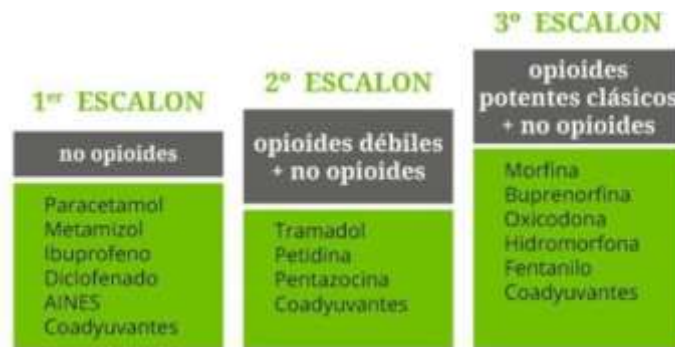 1er ESCALON
no opioides
Paracetamol
Metamizol
Ibuprofeno
Diclofenado
AINES
Coadyuvantes
2º ESCALON
opioides débiles
+ no opioides
Tramadol
Petidina
Pentazocina
Coadyuvantes
3º ESCALON
opioides
potentes clásicos
+ no opioides
Morfina
Buprenorfina
Oxicodona
Hidromorfona
Fentanilo
Coadyuvantes